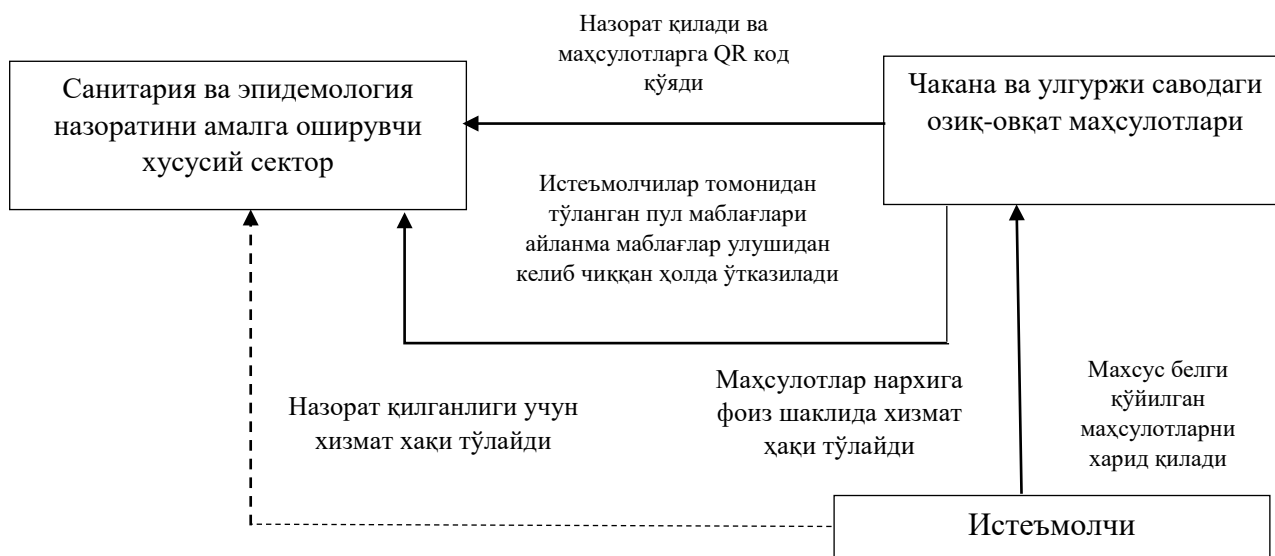 Назорат қилади ва
маҳсулотларга QR код
қўяди
Санитария ва эпидемология
назоратини амалга оширувчи
хусусий сектор
Чакана ва улгуржи саводаги
озиқ-овқат маҳсулотлари
Истеъмолчилар томонидан
тўланган пул маблағлари
айланма маблағлар улушидан
келиб чиққан ҳолда ўтказилади
Назорат қилганлиги учун
хизмат хақи тўлайди
Маҳсулотлар нархига
фоиз шаклида хизмат
ҳақи тўлайди
Махсус белги
қўйилган
маҳсулотларни
харид қилади
Истеъмолчи